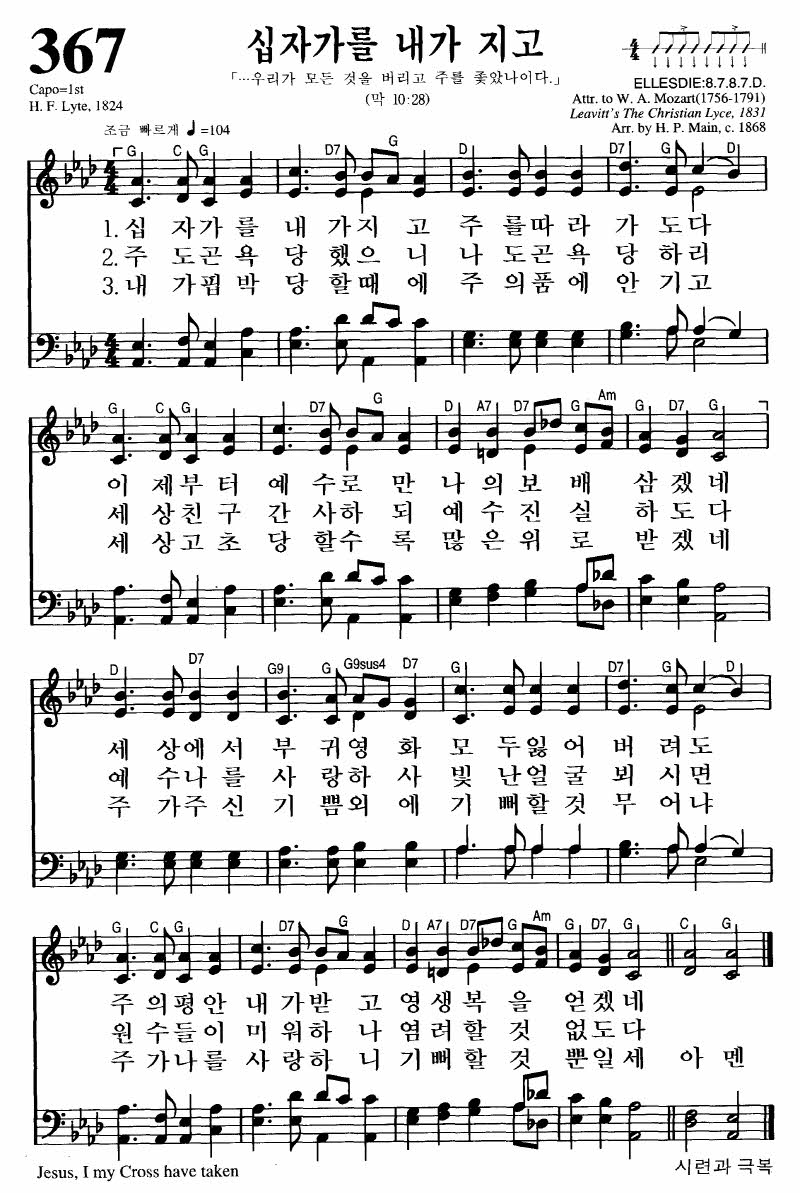 367
십자가를 내가 지고
「…우리가 모든 것을 버리고 주를 좇았나이다.」
(막 10:28)
Capo=1st
H. F. Lyte, 1824
ELLESDIE:8.7.8.7.D.
Attr. to W. A. Mozart(1756-1791)
Leavitt's The Christian Lyce, 1831
Arr. by H. P. Main, c. 1868
조금 빠르게 ♩=104
G C G D7 G D D7 G D
1. 십 자가 를 내 가지 고 주 를따 라 가 도다
2. 주 도곤 욕 당 했으 니 나 도곤 욕 당 하리
3. 내 가핍 박 당 할때 에 주 의품 에 안 기고
G C G D7 G D A7 D7 G Am G D7 G
이 제부 터 예 수로 만 나 의보 배 삼 겠네
세 상친 구 간 사하 되 예 수진 실 하 도다
세 상고 초 당 할수 록 많 은위 로 받 겠네
D D7 G9 G G9sus4 D7 G D7 G D
세 상에 서 부 귀영 화 모 두잃 어 버 려도
예 수나 를 사 랑하 사 빛 난얼 굴 뵈 시면
주 가주 신 기 쁨외 에 기 뻐할 것 무 어냐
G C G D7 G D A7 D7 G Am G D7 G C G
주 의평 안 내 가받 고 영 생복 을 얻 겠네
원 수들 이 미 워하 나 염 려할 것 없 도다
주 가나 를 사 랑하 니 기 뻐할 것 뿐 일세 아 멘
Jesus, I my Cross have taken
시련과 극복